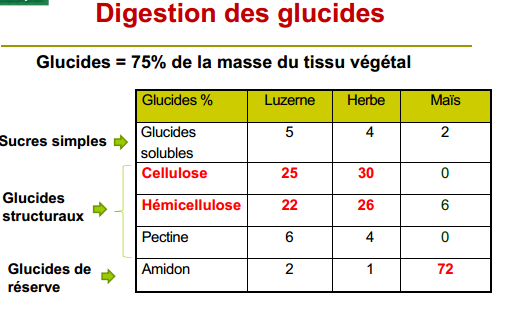 Digestion des glucides
Glucides = 75% de la masse du tissu végétal
Glucides % Luzerne Herbe Maïs
Sucres simples
Glucides solubles 5 4 2
Cellulose 25 30 0
Glucides structuraux
Hémicellulose 22 26 6
Pectine 6 4 0
Glucides de réserve
Amidon 2 1 72